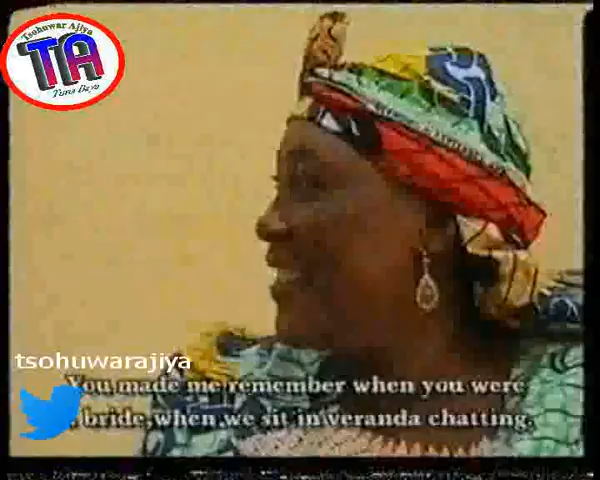 Tsohuwar Ajiya
TA
Tuna Baya
tsohuwarajiya
You made me remember when you were
bride,when we sit in veranda chatting.